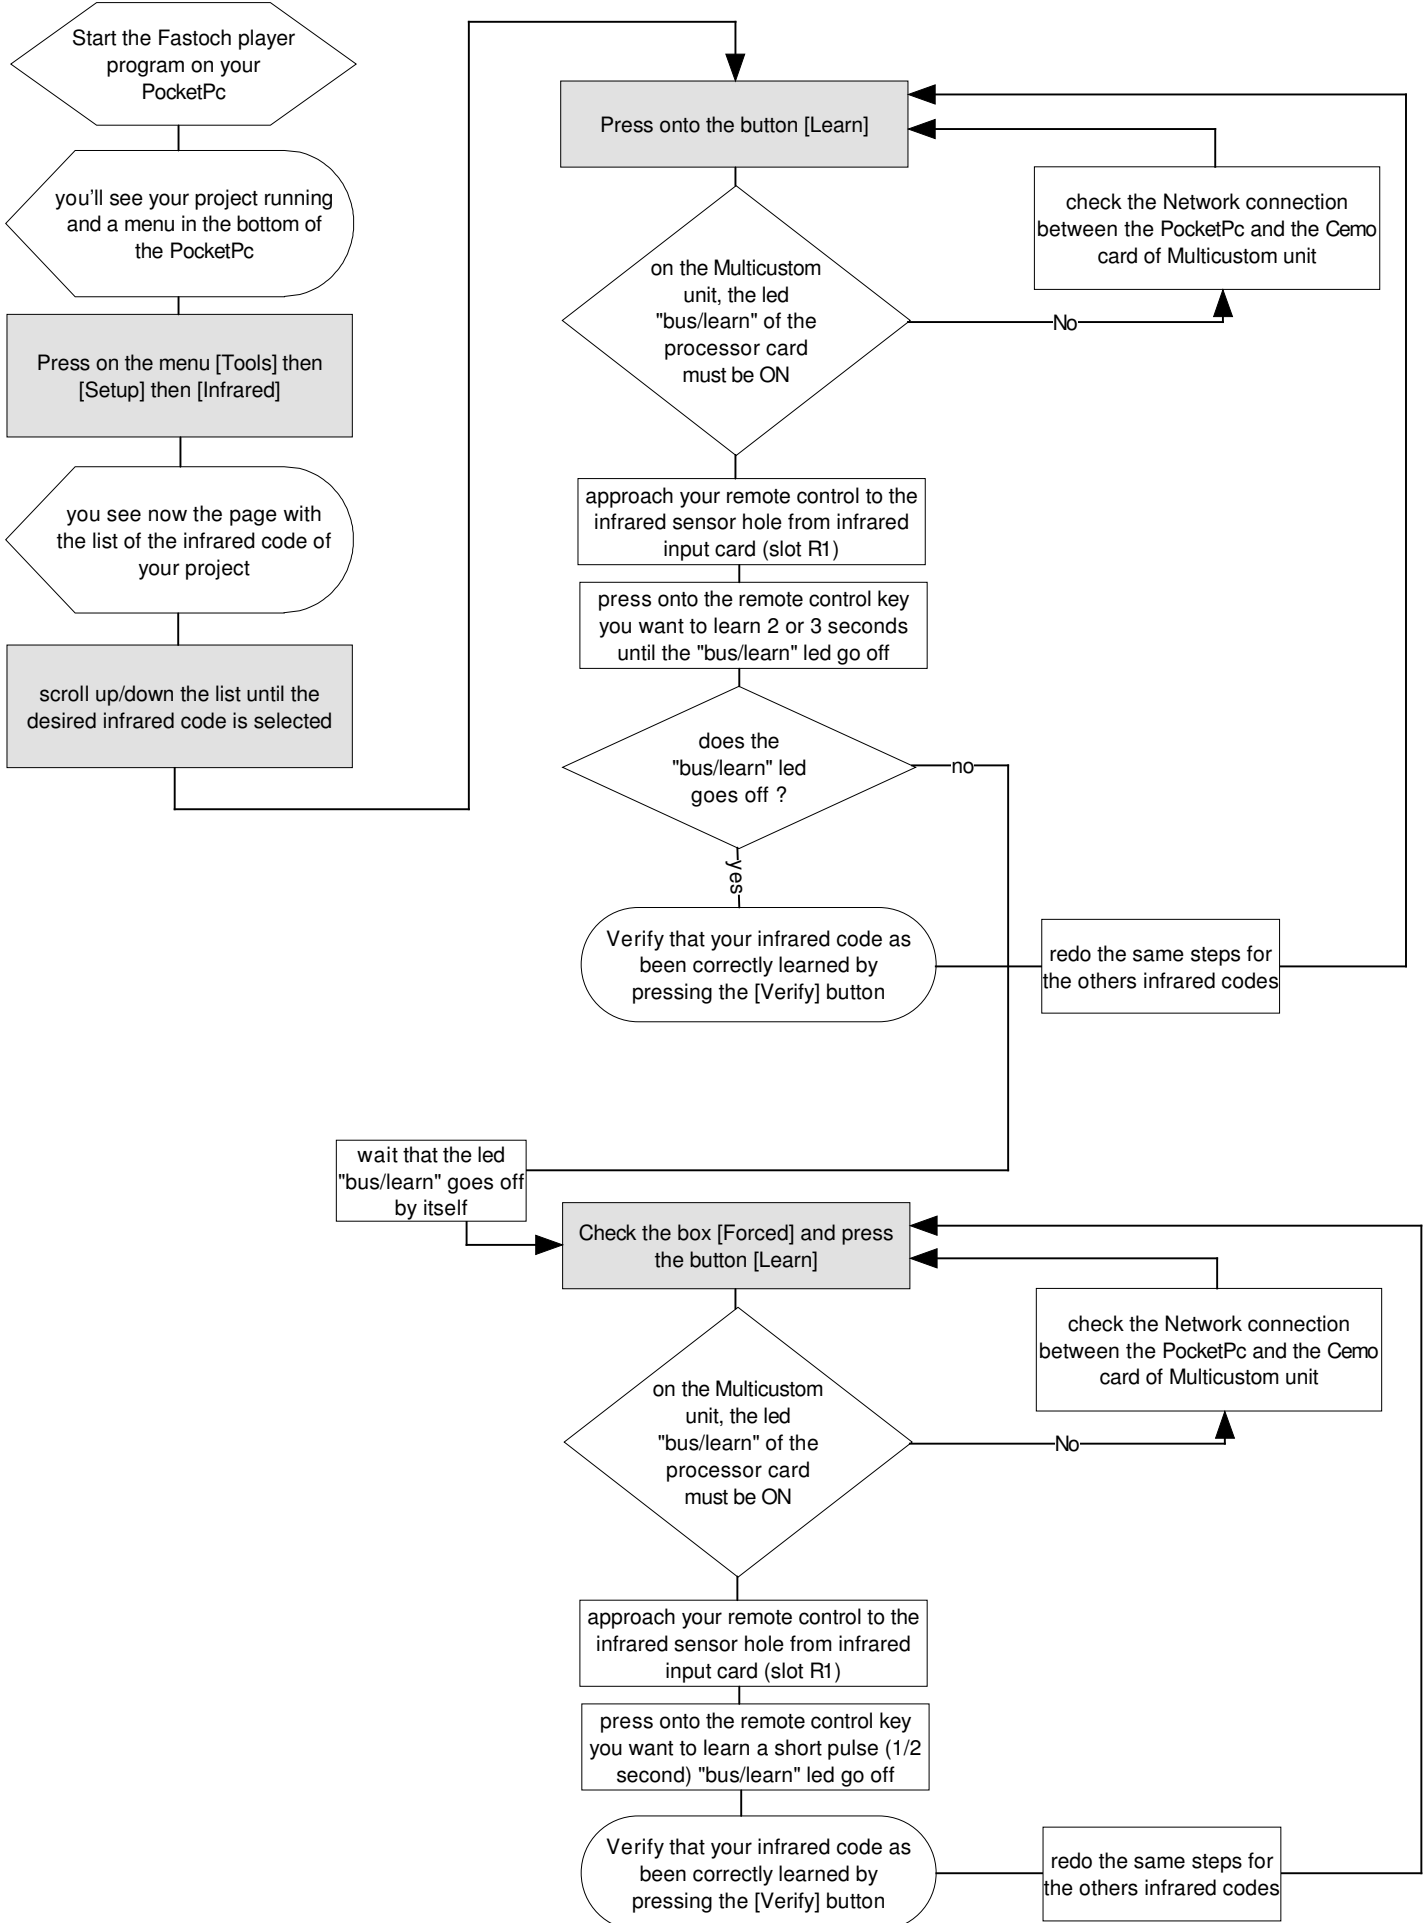 Start the Fastoch player
program on your
PocketPc
you'll see your project running
and a menu in the bottom of
the PocketPc
Press on the menu [Tools] then
[Setup] then [Infrared]
you see now the page with
the list of the infrared code of
your project
scroll up/down the list until the
desired infrared code is selected
Press onto the button [Learn]
check the Network connection
between the PocketPc and the Cemo
card of Multicustom unit
on the Multicustom
unit, the led
"bus/learn" of the
processor card
must be ON
No
approach your remote control to the
infrared sensor hole from infrared
input card (slot R1)
press onto the remote control key
you want to learn 2 or 3 seconds
until the "bus/learn" led go off
does the
"bus/learn" led
goes off ?
no
yes
Verify that your infrared code as
been correctly learned by
pressing the [Verify] button
redo the same steps for
the others infrared codes
wait that the led
"bus/learn" goes off
by itself
Check the box [Forced] and press
the button [Learn]
check the Network connection
between the PocketPc and the Cemo
card of Multicustom unit
on the Multicustom
unit, the led
"bus/learn" of the
processor card
must be ON
No
approach your remote control to the
infrared sensor hole from infrared
input card (slot R1)
press onto the remote control key
you want to learn a short pulse (1/2
second) "bus/learn" led go off
Verify that your infrared code as
been correctly learned by
pressing the [Verify] button
redo the same steps for
the others infrared codes